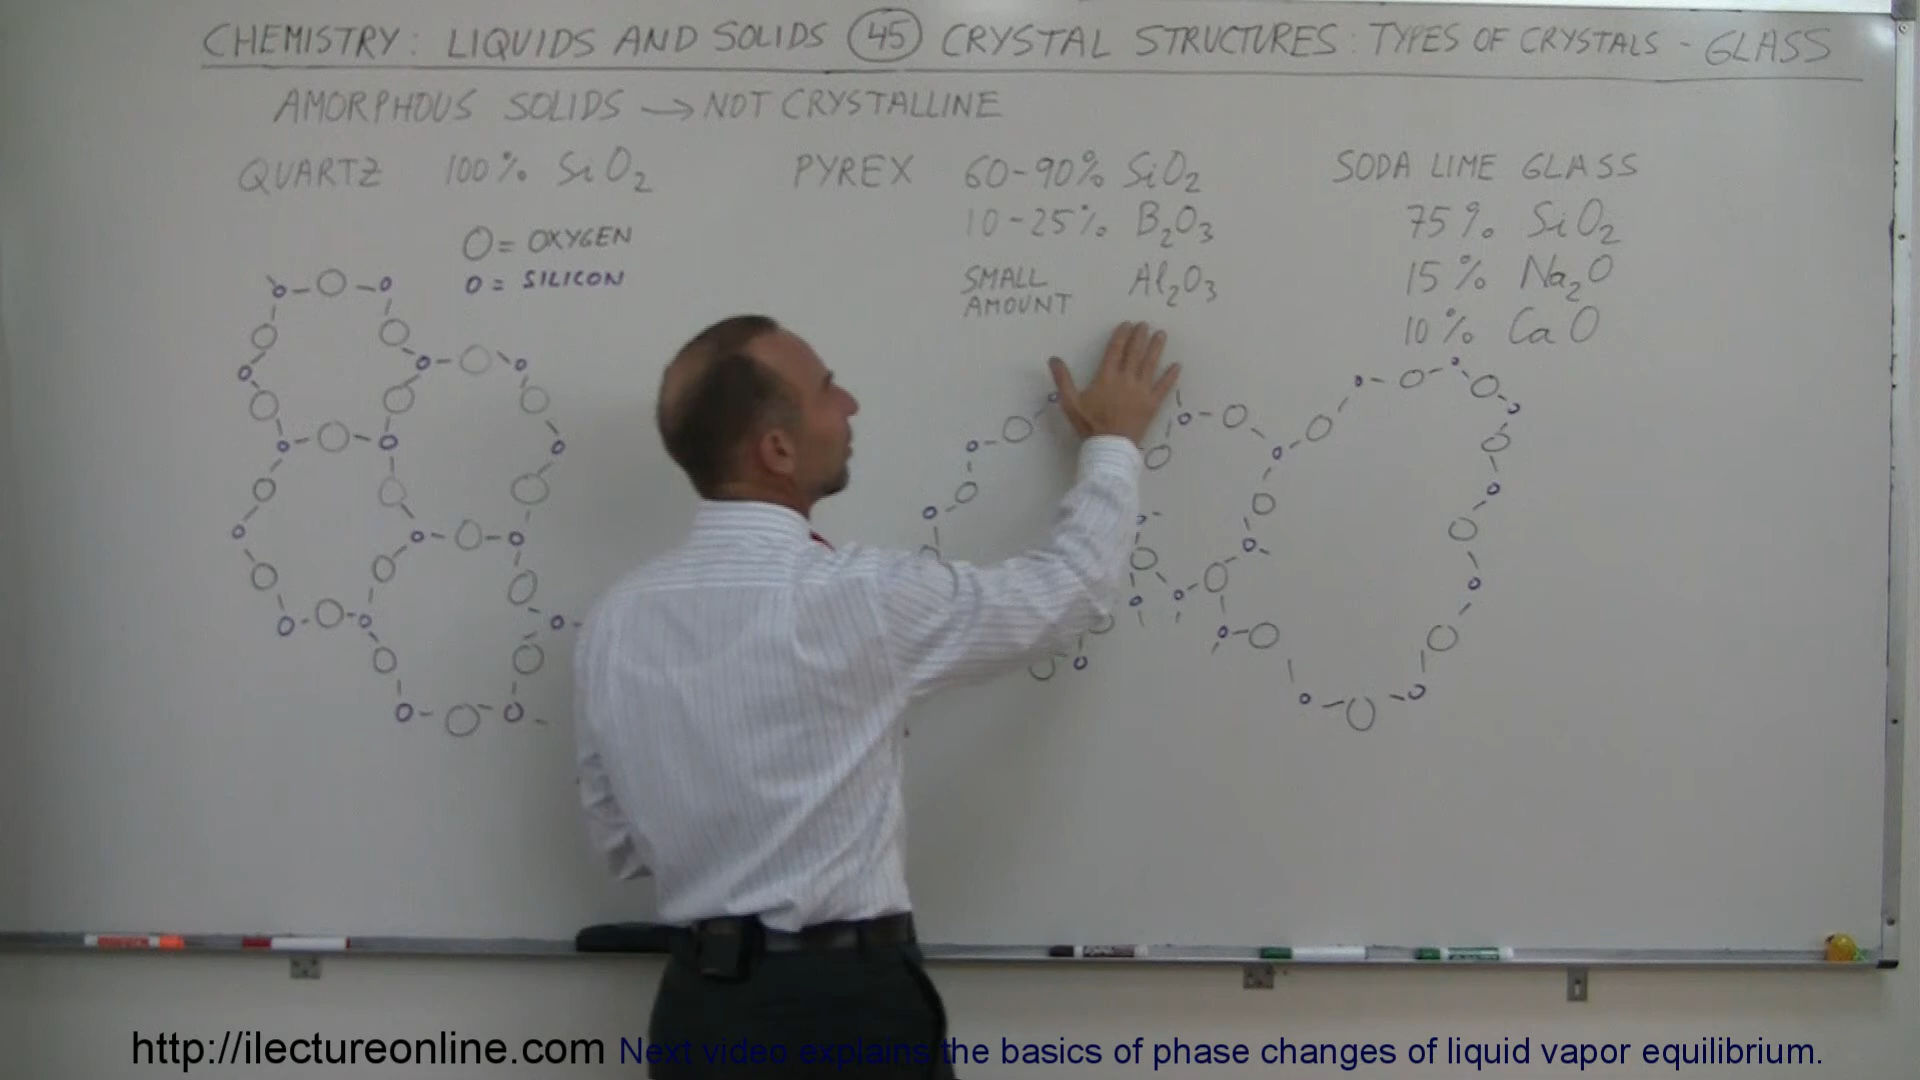 CHEMISTRY: LIQUIDS AND SOLIDS 45 CRYSTAL STRUCTURES: TYPES OF CRYSTALS - GLASS
AMORPHOUS SOLIDS → NOT CRYSTALLINE
QUARTZ 100% SiO2
O = OXYGEN
o = SILICON
PYREX 60-90% SiO2
10-25% B2O3
SMALL AMOUNT Al2O3
SODA LIME GLASS
75% SiO2
15% Na2O
10% CaO
http://ilectureonline.com Next video explains the basics of phase changes of liquid vapor equilibrium.